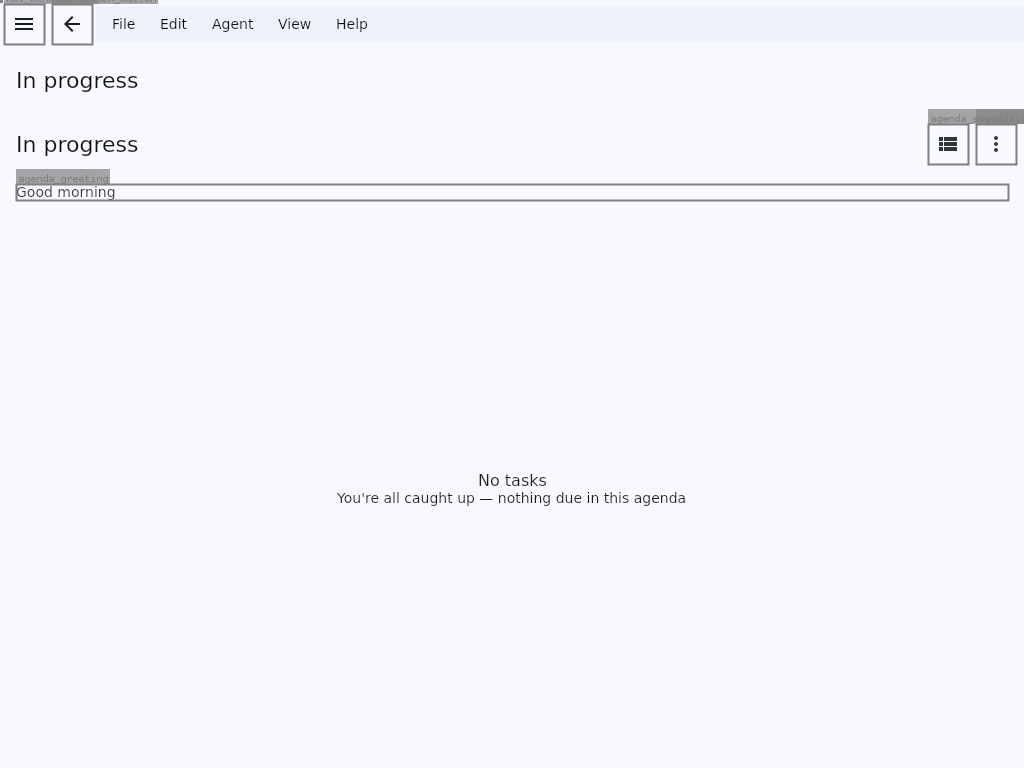 File Edit Agent View Help
In progress
In progress
agenda_greeting
Good morning
No tasks
You're all caught up — nothing due in this agenda